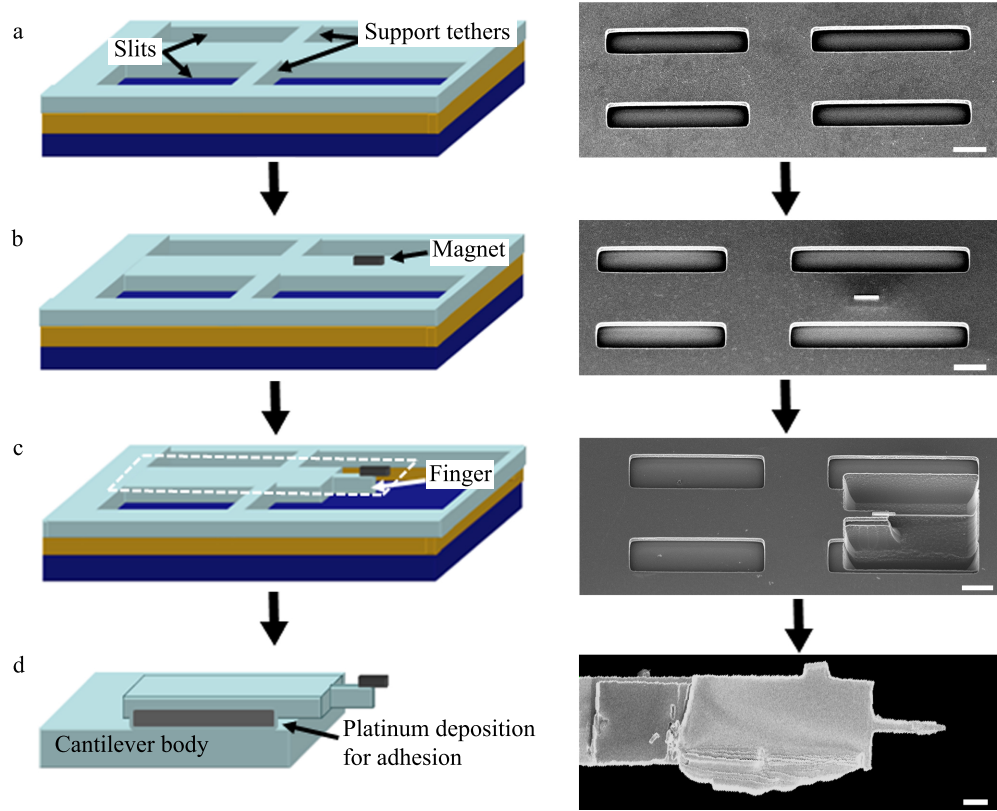 a
Slits
Support tethers
b
Magnet
c
Finger
d
Cantilever body
Platinum deposition
for adhesion